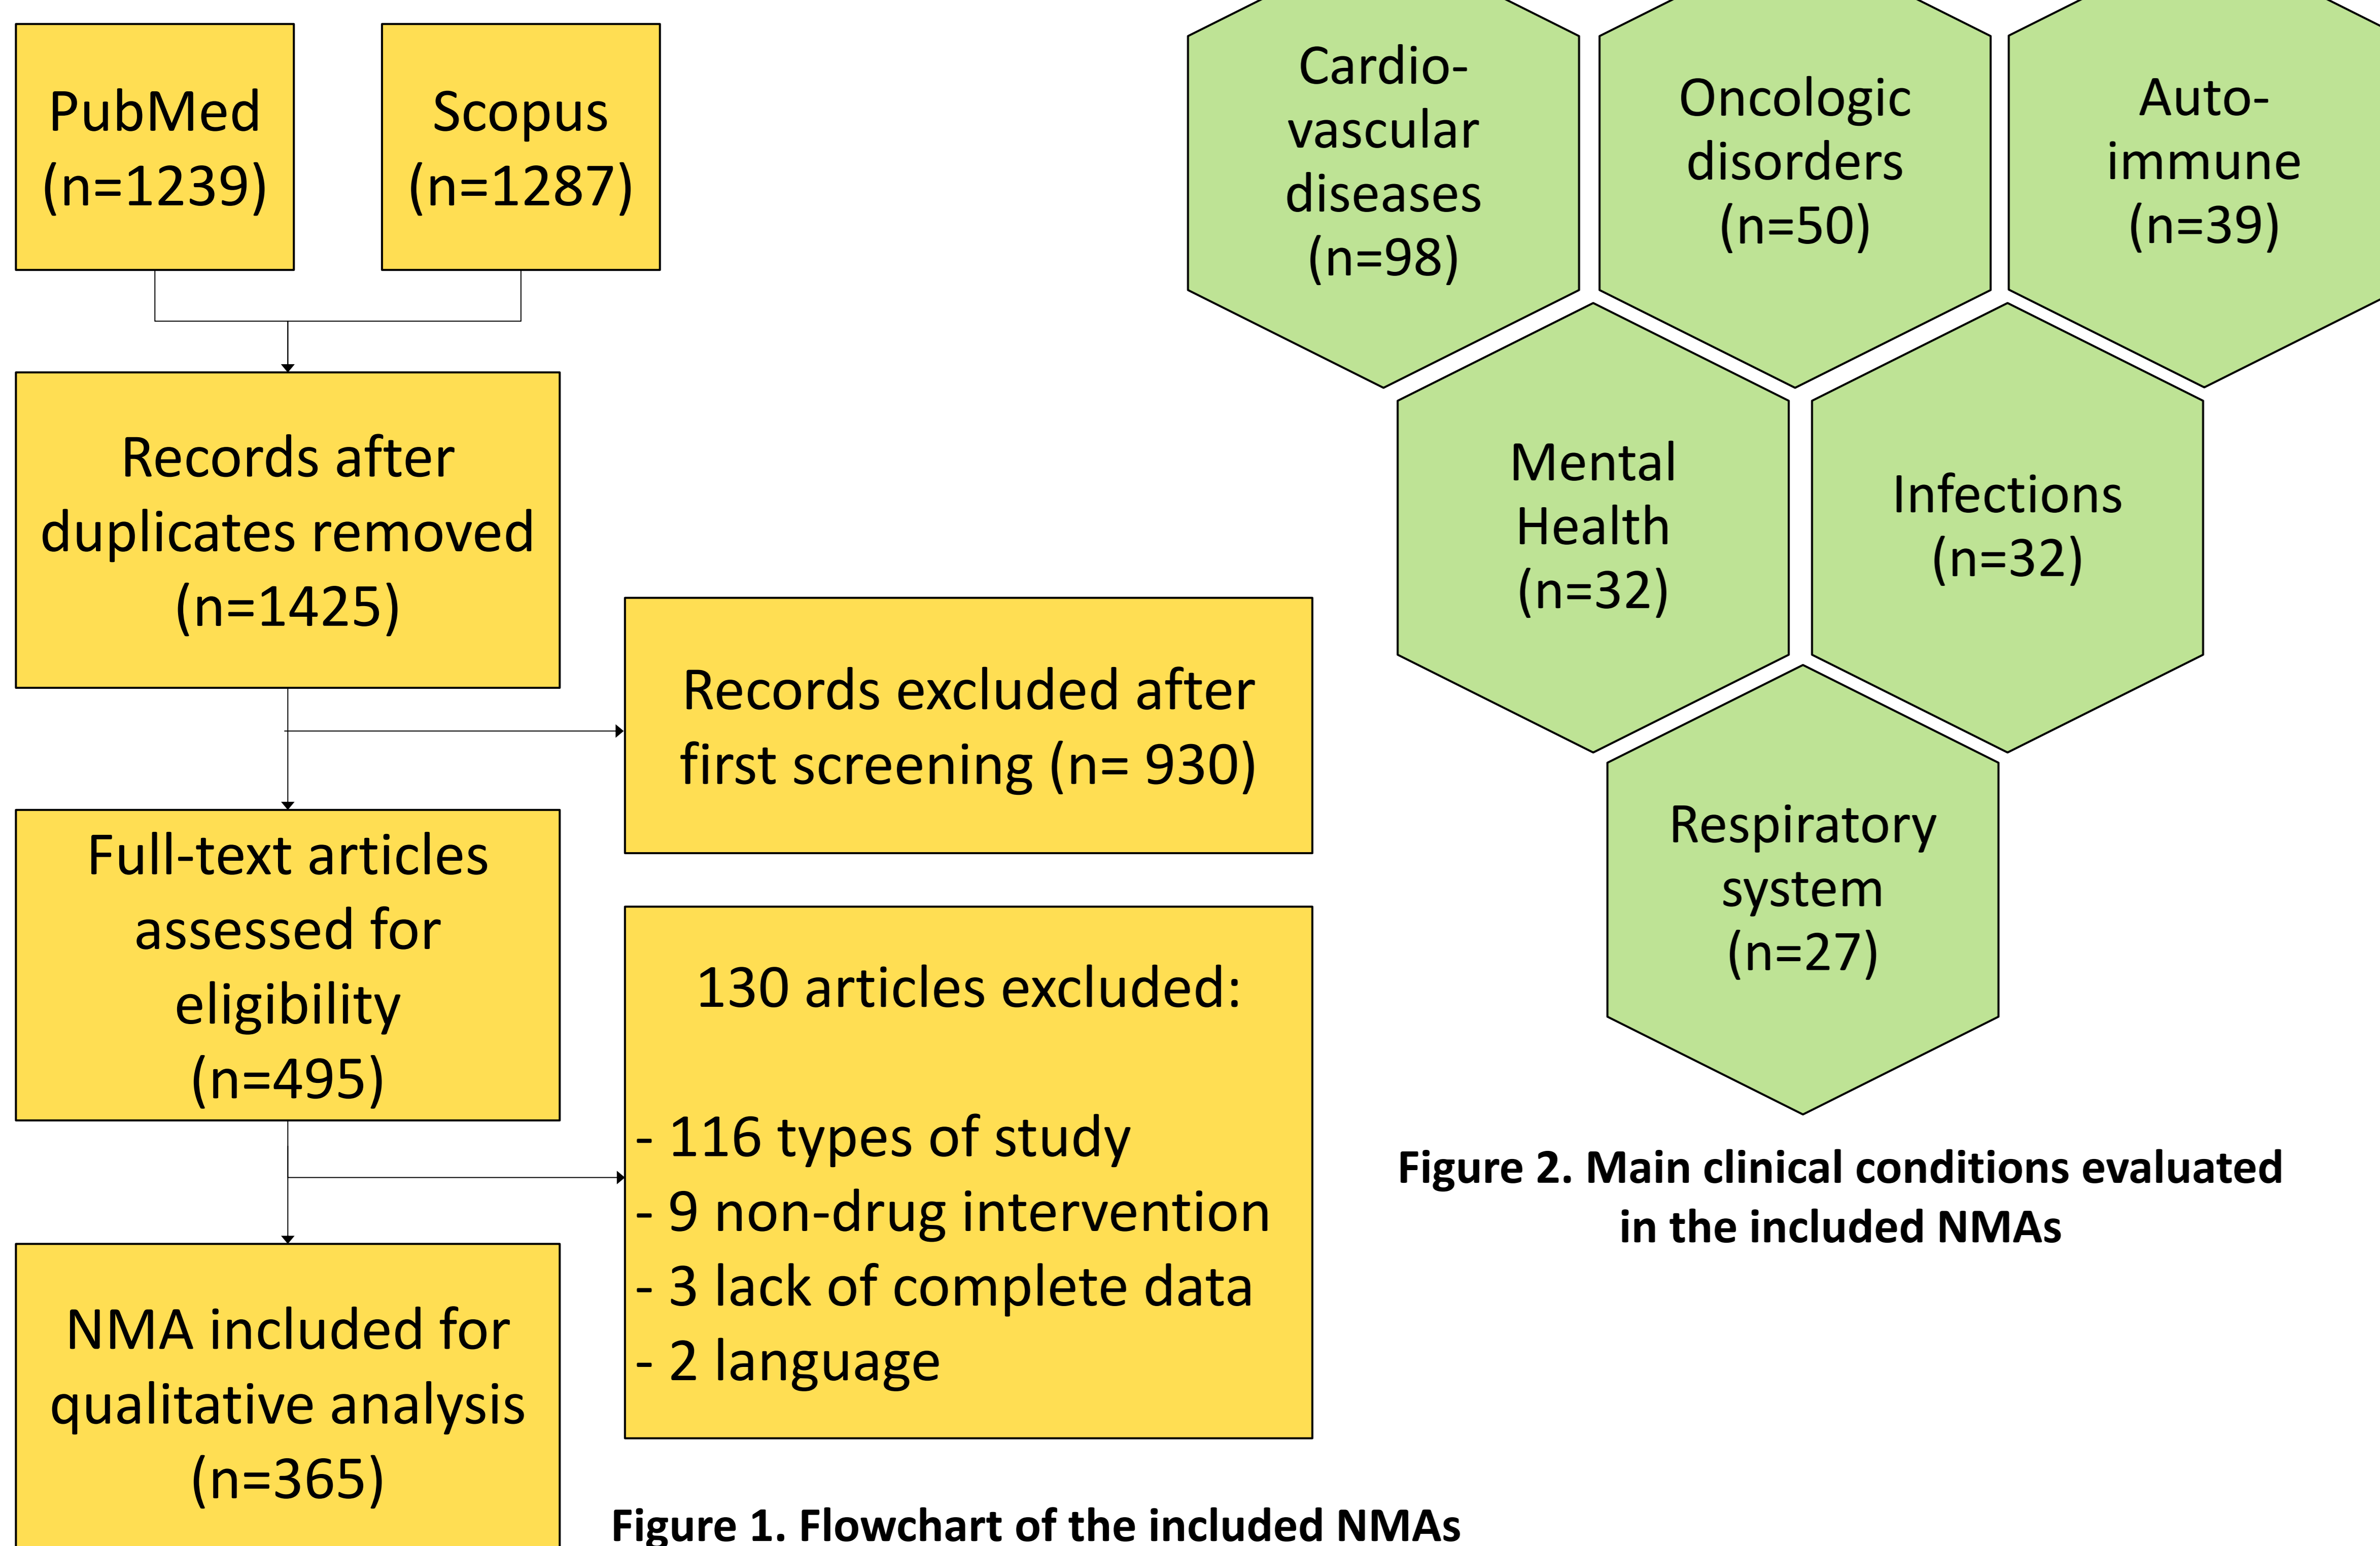 PubMed
(n=1239)
Scopus
(n=1287)
Records after
duplicates removed
(n=1425)
Records excluded after
first screening (n= 930)
Full-text articles
assessed for
eligibility
(n=495)
130 articles excluded:
- 116 types of study
- 9 non-drug intervention
- 3 lack of complete data
- 2 language
NMA included for
qualitative analysis
(n=365)
Figure 1. Flowchart of the included NMAs
Cardio-
vascular
diseases
(n=98)
Oncologic
disorders
(n=50)
Auto-
immune
(n=39)
Mental
Health
(n=32)
Infections
(n=32)
Respiratory
system
(n=27)
Figure 2. Main clinical conditions evaluated
in the included NMAs